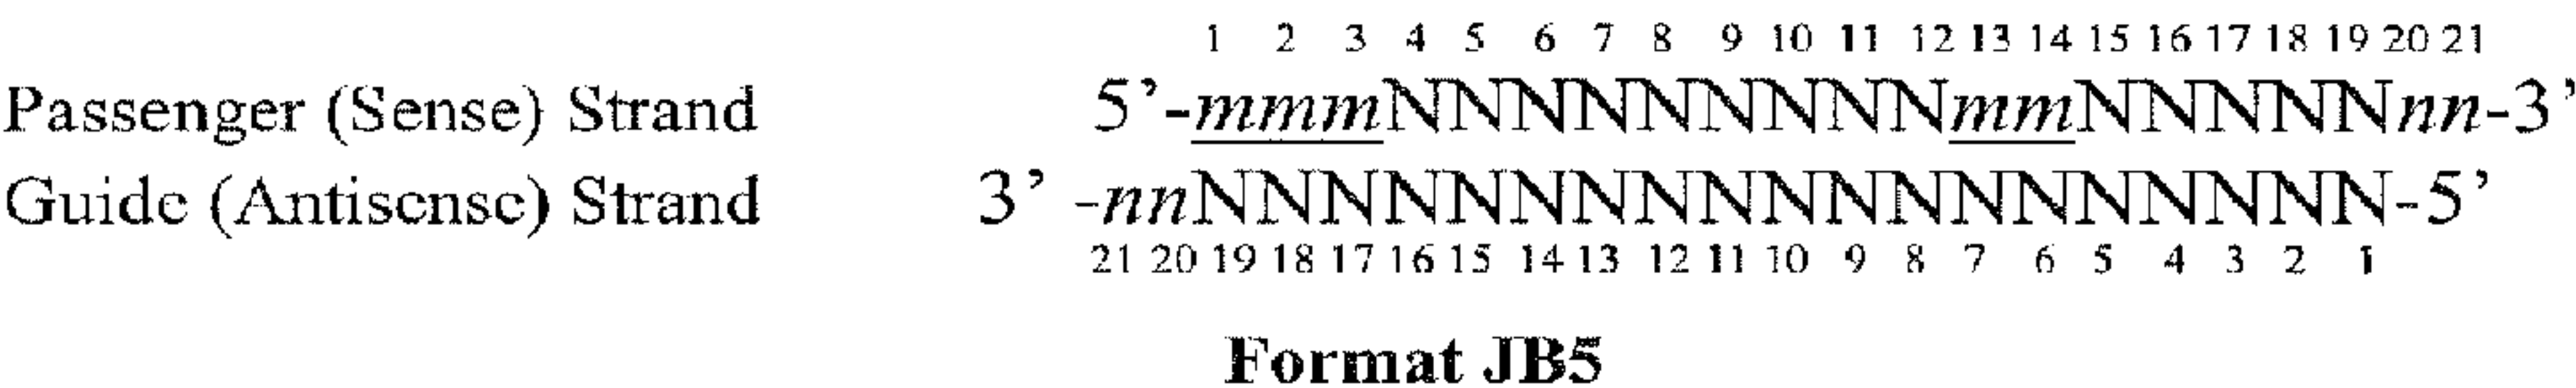 1 2 3 4 5 6 7 8 9 10 11 12 13 14 15 16 17 18 19 20 21
Passenger (Sense) Strand 5’-mmmNNNNNNNNNmmNNNNNnn-3’
Guide (Antisense) Strand 3’ -nnNNNNNNNNNNNNNNNNNNN-5’
21 20 19 18 17 16 15 14 13 12 11 10 9 8 7 6 5 4 3 2 1
Format JB5